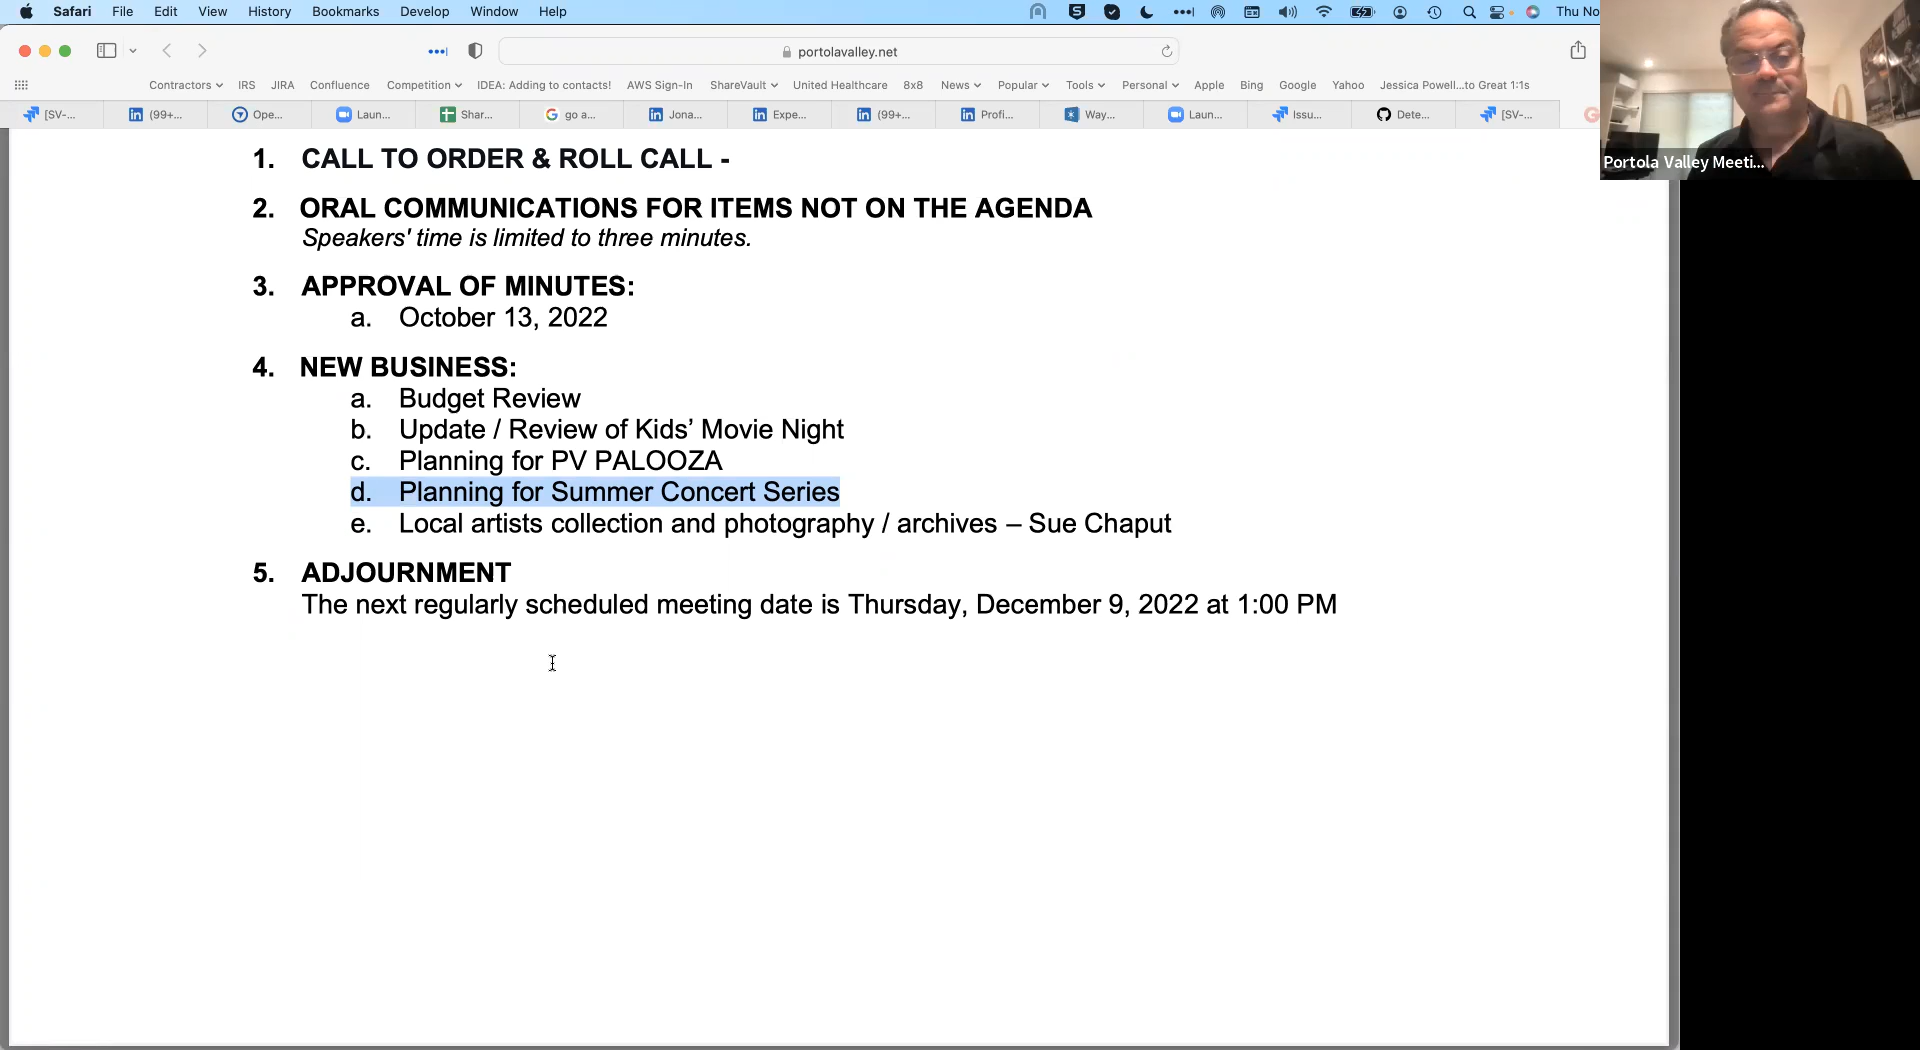 Safari File Edit View History Bookmarks Develop Window Help Thu No
portolavalley.net
Contractors IRS JIRA Confluence Competition IDEA: Adding to contacts! AWS Sign-In ShareVault United Healthcare 8x8 News Popular Tools Personal Apple Bing Google Yahoo Jessica Powell...to Great 1:1s
[SV-... (99+... Ope... Laun... Shar... go a... Jona... Expe... (99+... Profi... Way... Laun... Issu... Dete... [SV-...
Portola Valley Meeti...
1. CALL TO ORDER & ROLL CALL -
2. ORAL COMMUNICATIONS FOR ITEMS NOT ON THE AGENDA
Speakers' time is limited to three minutes.
3. APPROVAL OF MINUTES:
a. October 13, 2022
4. NEW BUSINESS:
a. Budget Review
b. Update / Review of Kids’ Movie Night
c. Planning for PV PALOOZA
d. Planning for Summer Concert Series
e. Local artists collection and photography / archives – Sue Chaput
5. ADJOURNMENT
The next regularly scheduled meeting date is Thursday, December 9, 2022 at 1:00 PM